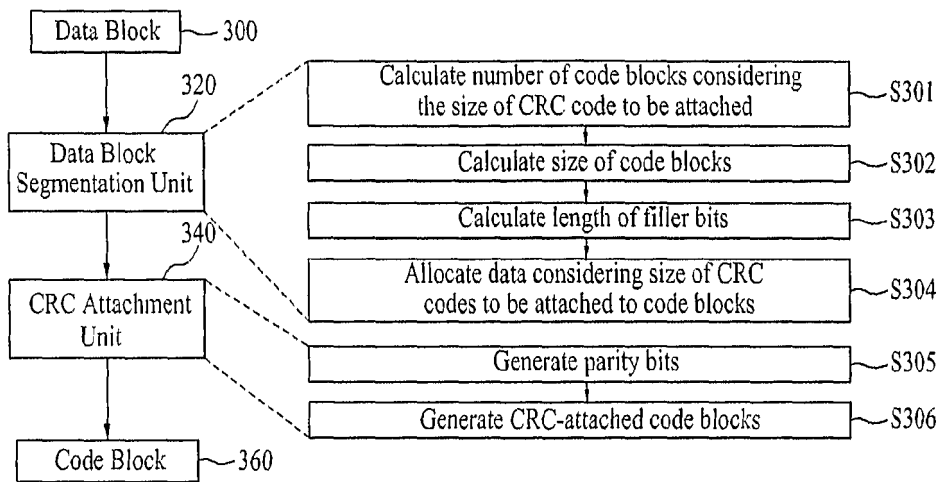 Data Block
300
320
Data Block
Segmentation Unit
340
CRC Attachment
Unit
Code Block
360
Calculate number of code blocks considering
the size of CRC code to be attached
S301
Calculate size of code blocks
S302
Calculate length of filler bits
S303
Allocate data considering size of CRC
codes to be attached to code blocks
S304
Generate parity bits
S305
Generate CRC-attached code blocks
S306